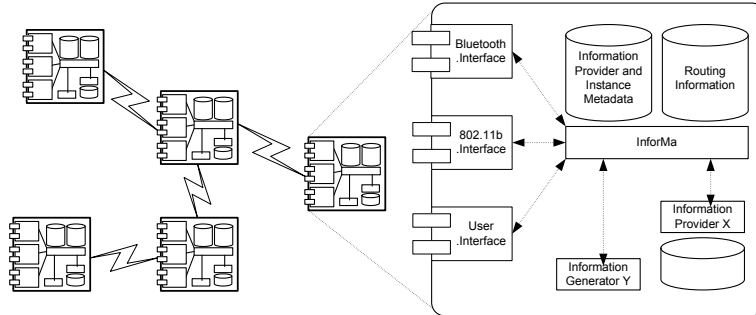 Bluetooth
.Interface
Information
Provider and
Instance
Metadata
Routing
Information
802.11b
.Interface
InforMa
User
.Interface
Information
Provider X
Information
Generator Y